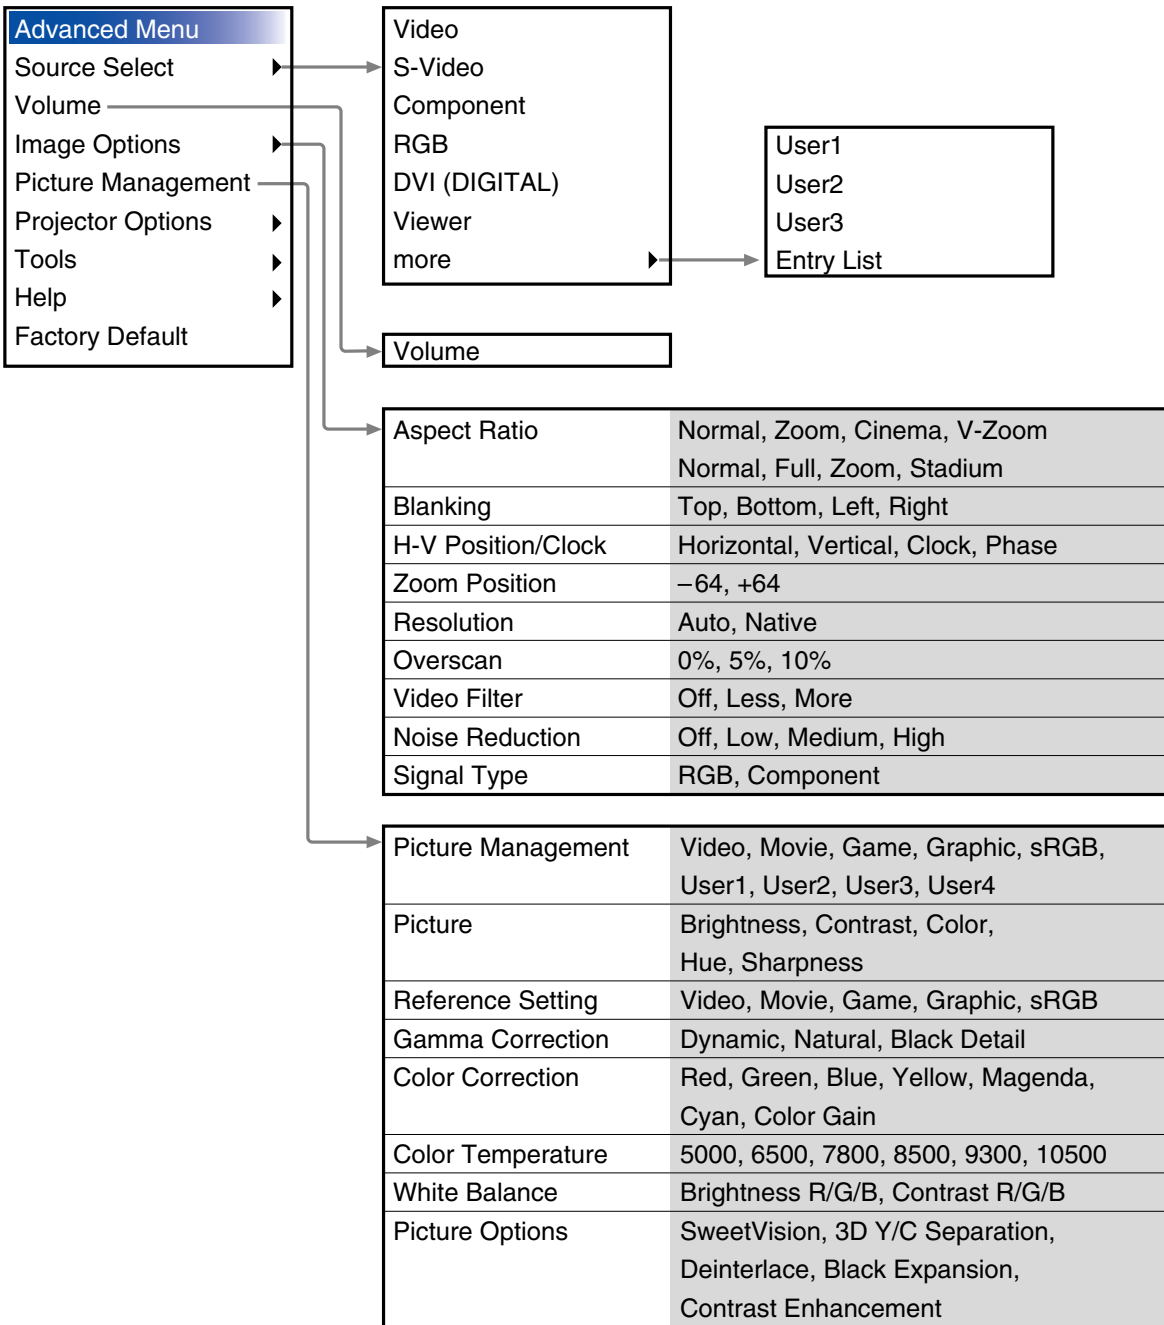 Advanced Menu
Source Select
Volume
Image Options
Picture Management
Projector Options
Tools
Help
Factory Default
Video
S-Video
Component
RGB
DVI (DIGITAL)
Viewer
more
User1
User2
User3
Entry List
Volume
Aspect Ratio Normal, Zoom, Cinema, V-Zoom
Normal, Full, Zoom, Stadium
Blanking Top, Bottom, Left, Right
H-V Position/Clock Horizontal, Vertical, Clock, Phase
Zoom Position –64, +64
Resolution Auto, Native
Overscan 0%, 5%, 10%
Video Filter Off, Less, More
Noise Reduction Off, Low, Medium, High
Signal Type RGB, Component
Picture Management Video, Movie, Game, Graphic, sRGB,
User1, User2, User3, User4
Picture Brightness, Contrast, Color,
Hue, Sharpness
Reference Setting Video, Movie, Game, Graphic, sRGB
Gamma Correction Dynamic, Natural, Black Detail
Color Correction Red, Green, Blue, Yellow, Magenda,
Cyan, Color Gain
Color Temperature 5000, 6500, 7800, 8500, 9300, 10500
White Balance Brightness R/G/B, Contrast R/G/B
Picture Options SweetVision, 3D Y/C Separation,
Deinterlace, Black Expansion,
Contrast Enhancement